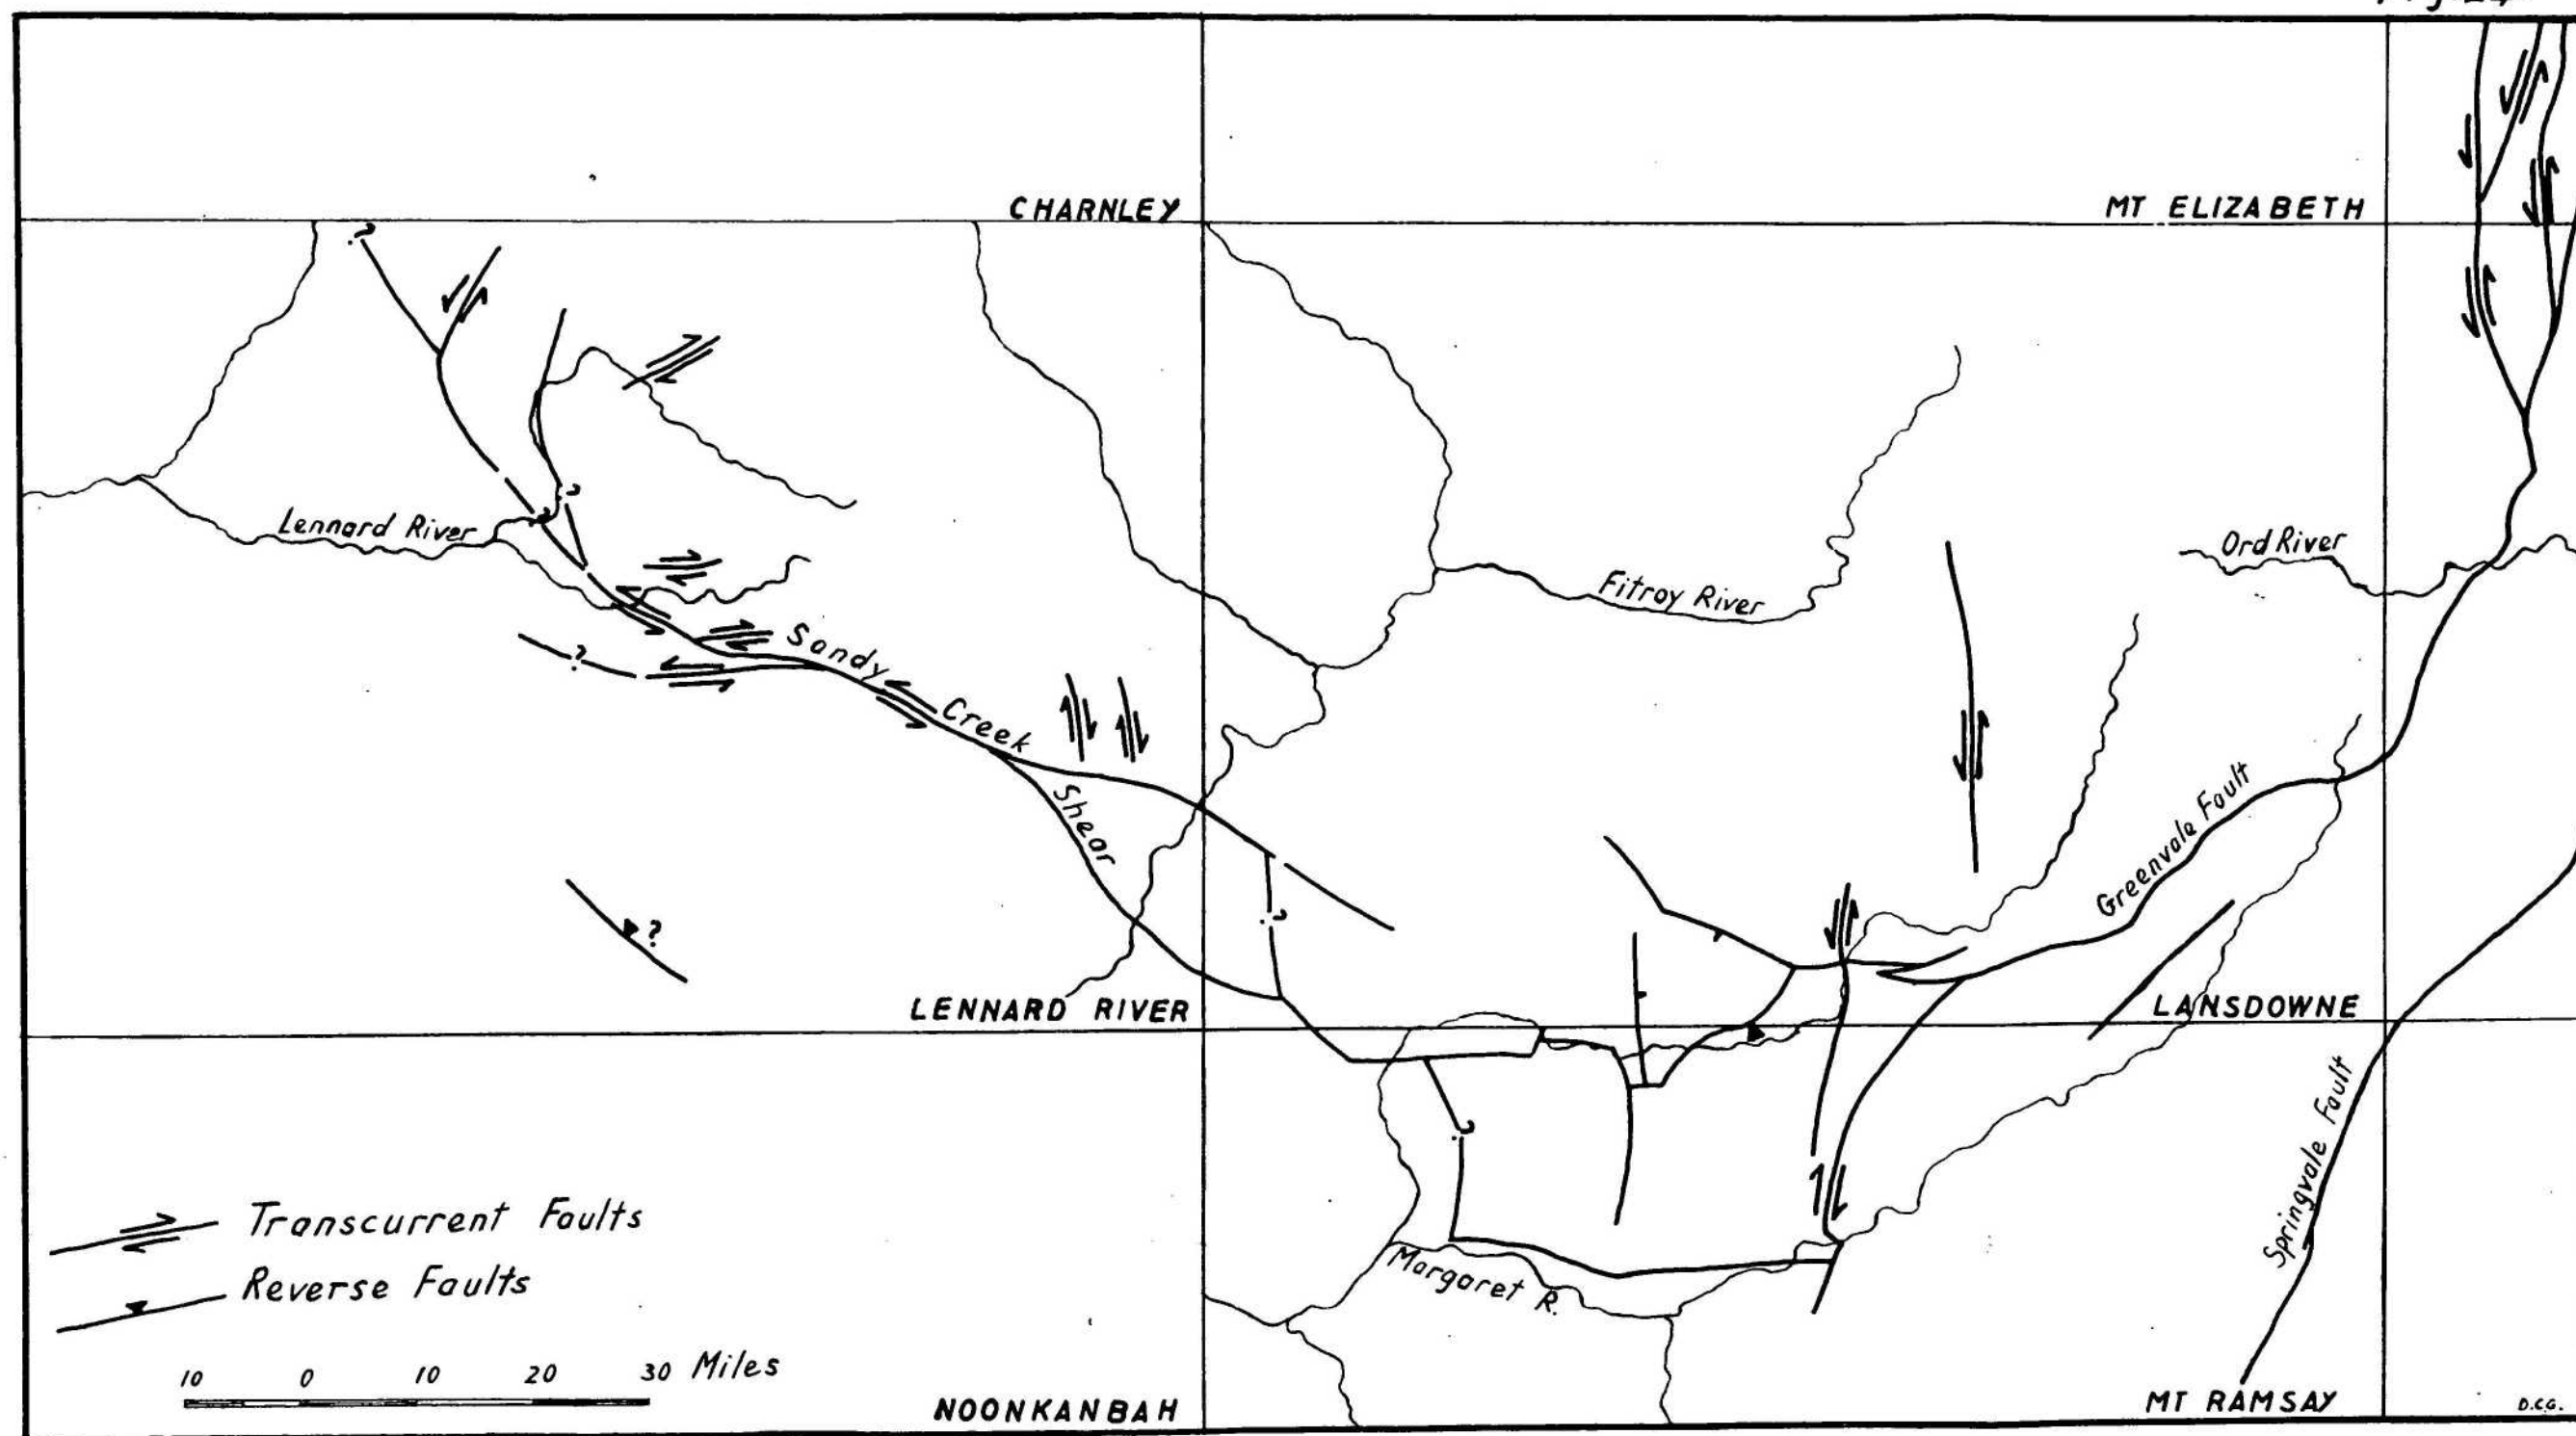 CHARNLEY
MT ELIZABETH
?
?
?
Lennard River
Ord River
Fitroy River
?
Sandy
Creek
Shear
Greenvale Fault
?
?
LENNARD RIVER
LANSDOWNE
Springvale Fault
?
Margaret R.
Transcurrent Faults
Reverse Faults
10 0 10 20 30 Miles
NOONKANBAH
MT RAMSAY
D.C.G.